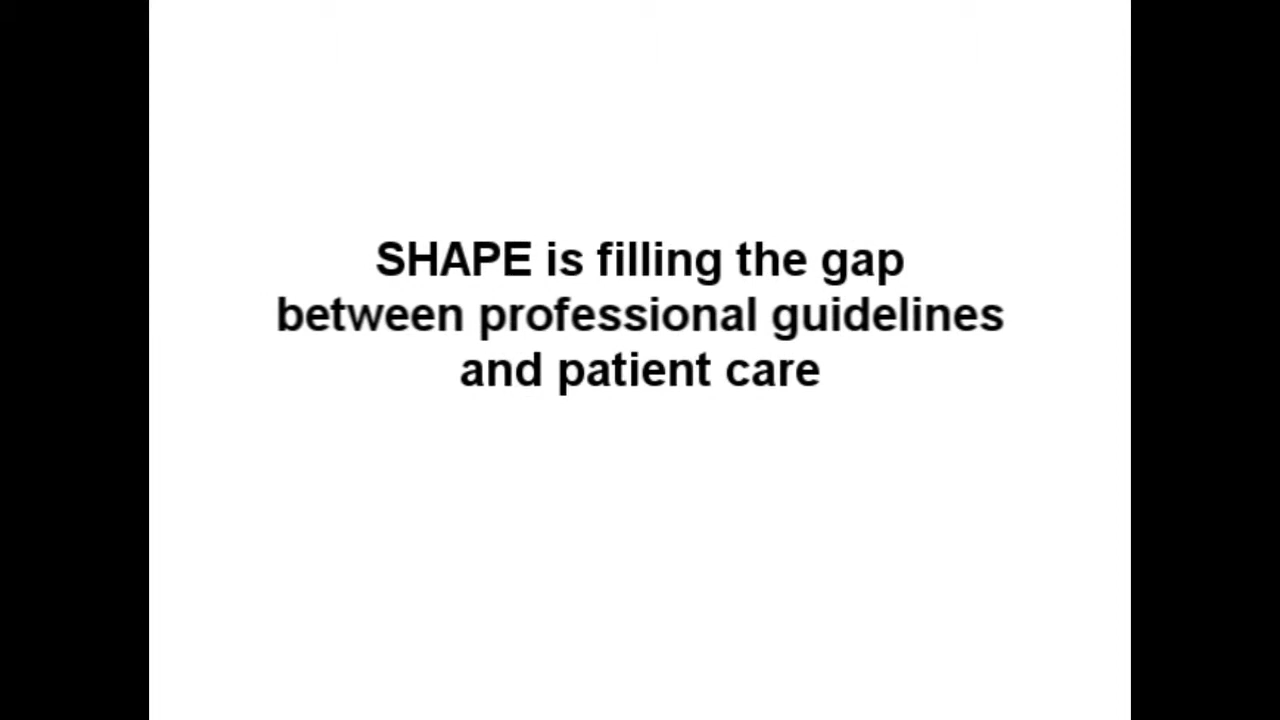 SHAPE is filling the gap
between professional guidelines
and patient care